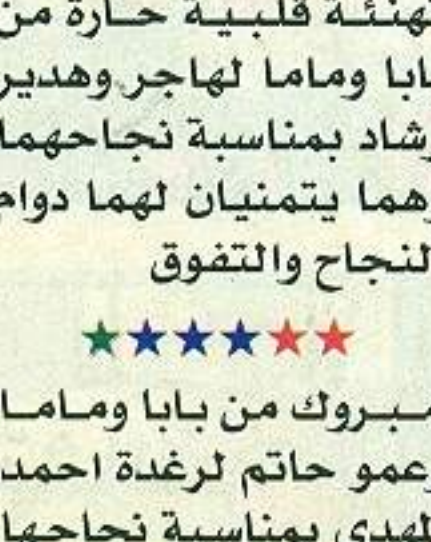 تهنئة قلبية حارة من
بابا وماما لهاجر وهدير
رشاد بمناسبة نجاحهما
وهما يتمنيان لهما دوام
النجاح والتفوق
مبروك من بابا وماما
وعمو حاتم لرغدة احمد
المهدى بمناسبة نجاحها